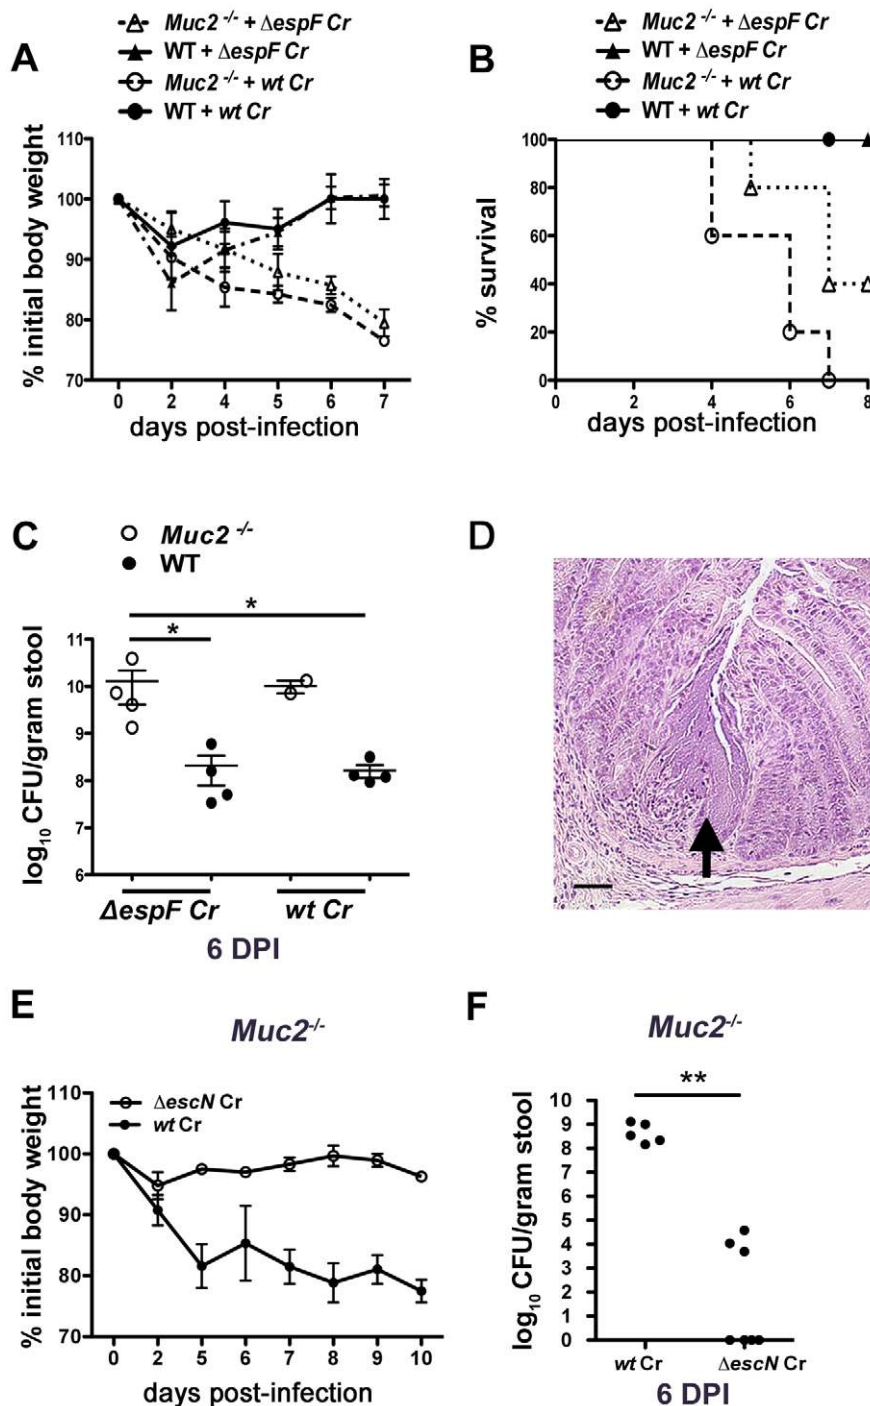 A
Muc2 -/- + ΔespF Cr
WT + ΔespF Cr
Muc2 -/- + wt Cr
WT + wt Cr
% initial body weight
110
100
90
80
70
0 2 4 5 6 7
days post-infection
B
Muc2 -/- + ΔespF Cr
WT + ΔespF Cr
Muc2 -/- + wt Cr
WT + wt Cr
% survival
100
80
60
40
20
0
0 2 4 6 8
days post-infection
C
Muc2 -/-
WT
log10 CFU/gram stool
* *
11
10
9
8
7
6
ΔespF Cr wt Cr
6 DPI
D
E
Muc2-/-
ΔescN Cr
wt Cr
% initial body weight
110
100
90
80
70
0 2 5 6 7 8 9 10
days post-infection
F
Muc2-/-
**
log10 CFU/gram stool
10
9
8
7
6
5
4
3
2
1
0
wt Cr ΔescN Cr
6 DPI